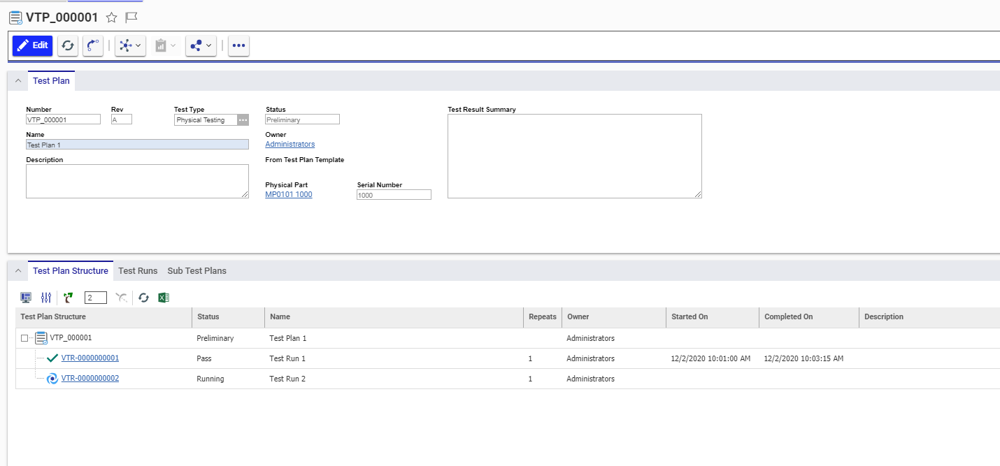 VTP_000001
Edit
Test Plan
Number Rev Test Type Status Test Result Summary
VTP_000001 A Physical Testing Preliminary
Name Owner
Test Plan 1 Administrators
Description From Test Plan Template
Physical Part Serial Number
MP0101 1000 1000
Test Plan Structure Test Runs Sub Test Plans
2
Test Plan Structure Status Name Repeats Owner Started On Completed On Description
VTP_000001 Preliminary Test Plan 1 Administrators
VTR-0000000001 Pass Test Run 1 1 Administrators 12/2/2020 10:01:00 AM 12/2/2020 10:03:15 AM
VTR-0000000002 Running Test Run 2 1 Administrators